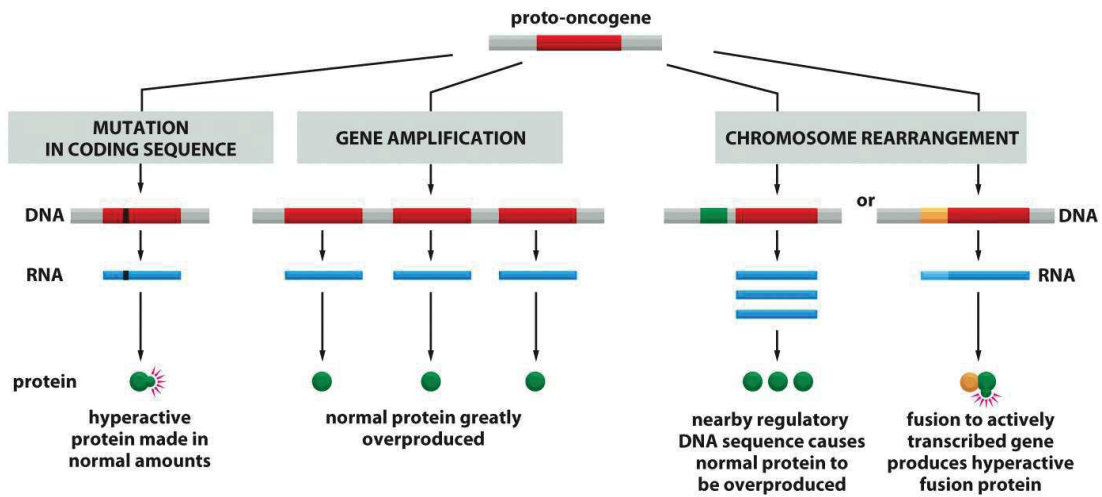 proto-oncogene
MUTATION
IN CODING SEQUENCE
GENE AMPLIFICATION
CHROMOSOME REARRANGEMENT
DNA
or
DNA
RNA
RNA
protein
hyperactive
protein made in
normal amounts
normal protein greatly
overproduced
nearby regulatory
DNA sequence causes
normal protein to
be overproduced
fusion to actively
transcribed gene
produces hyperactive
fusion protein